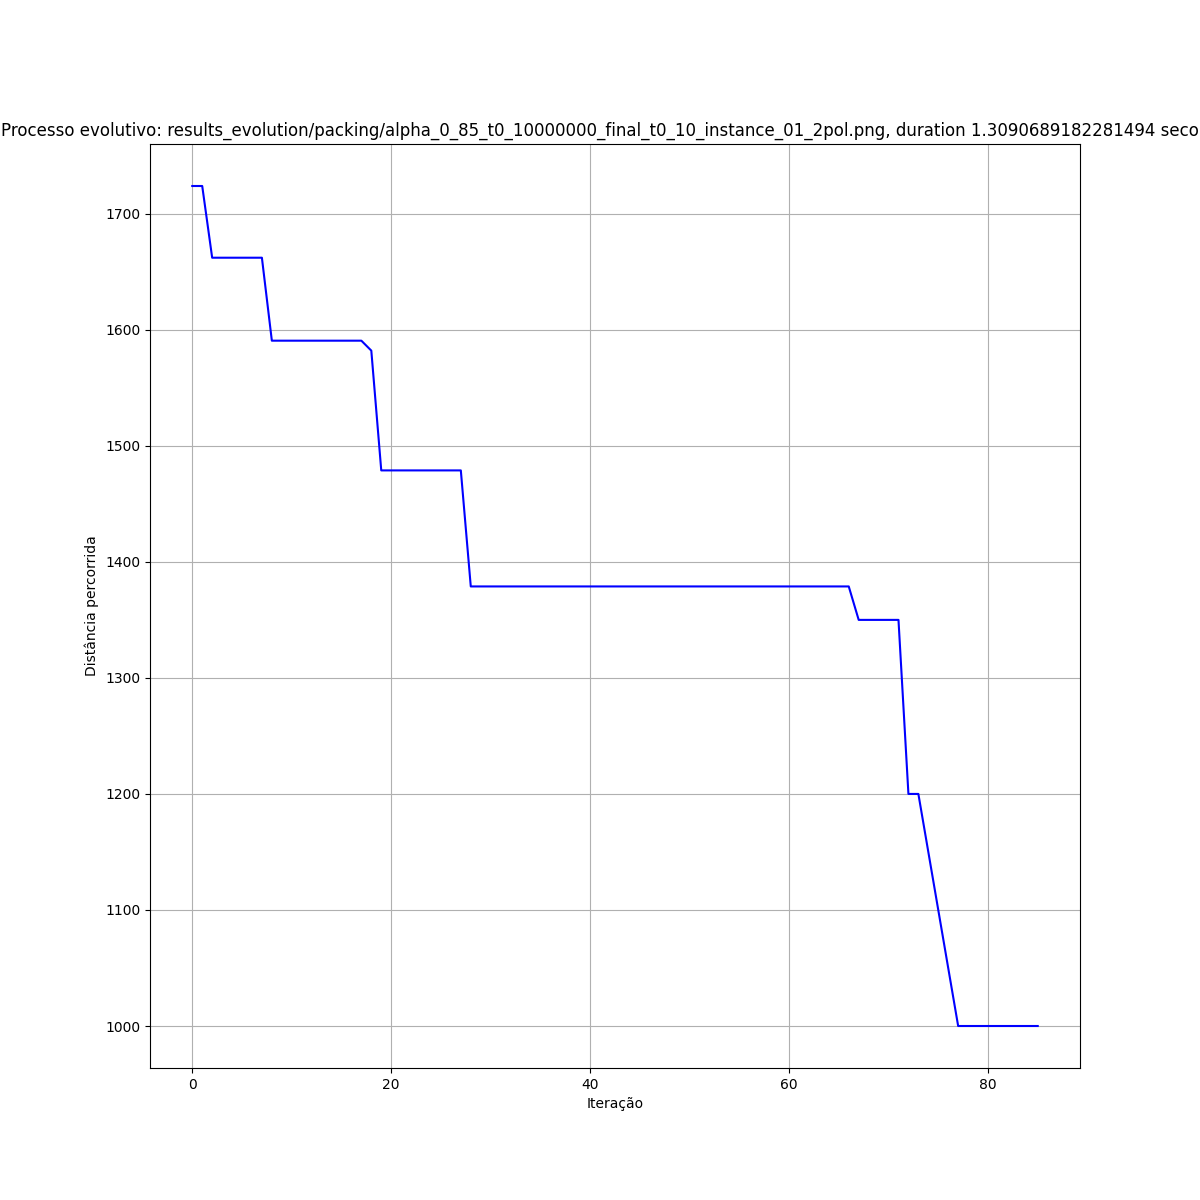 Processo evolutivo: results_evolution/packing/alpha_0_85_t0_10000000_final_t0_10_instance_01_2pol.png, duration 1.3090689182281494 seco
1700
1600
1500
1400
1300
1200
1100
1000
Distância percorrida
0 20 40 60 80
Iteração